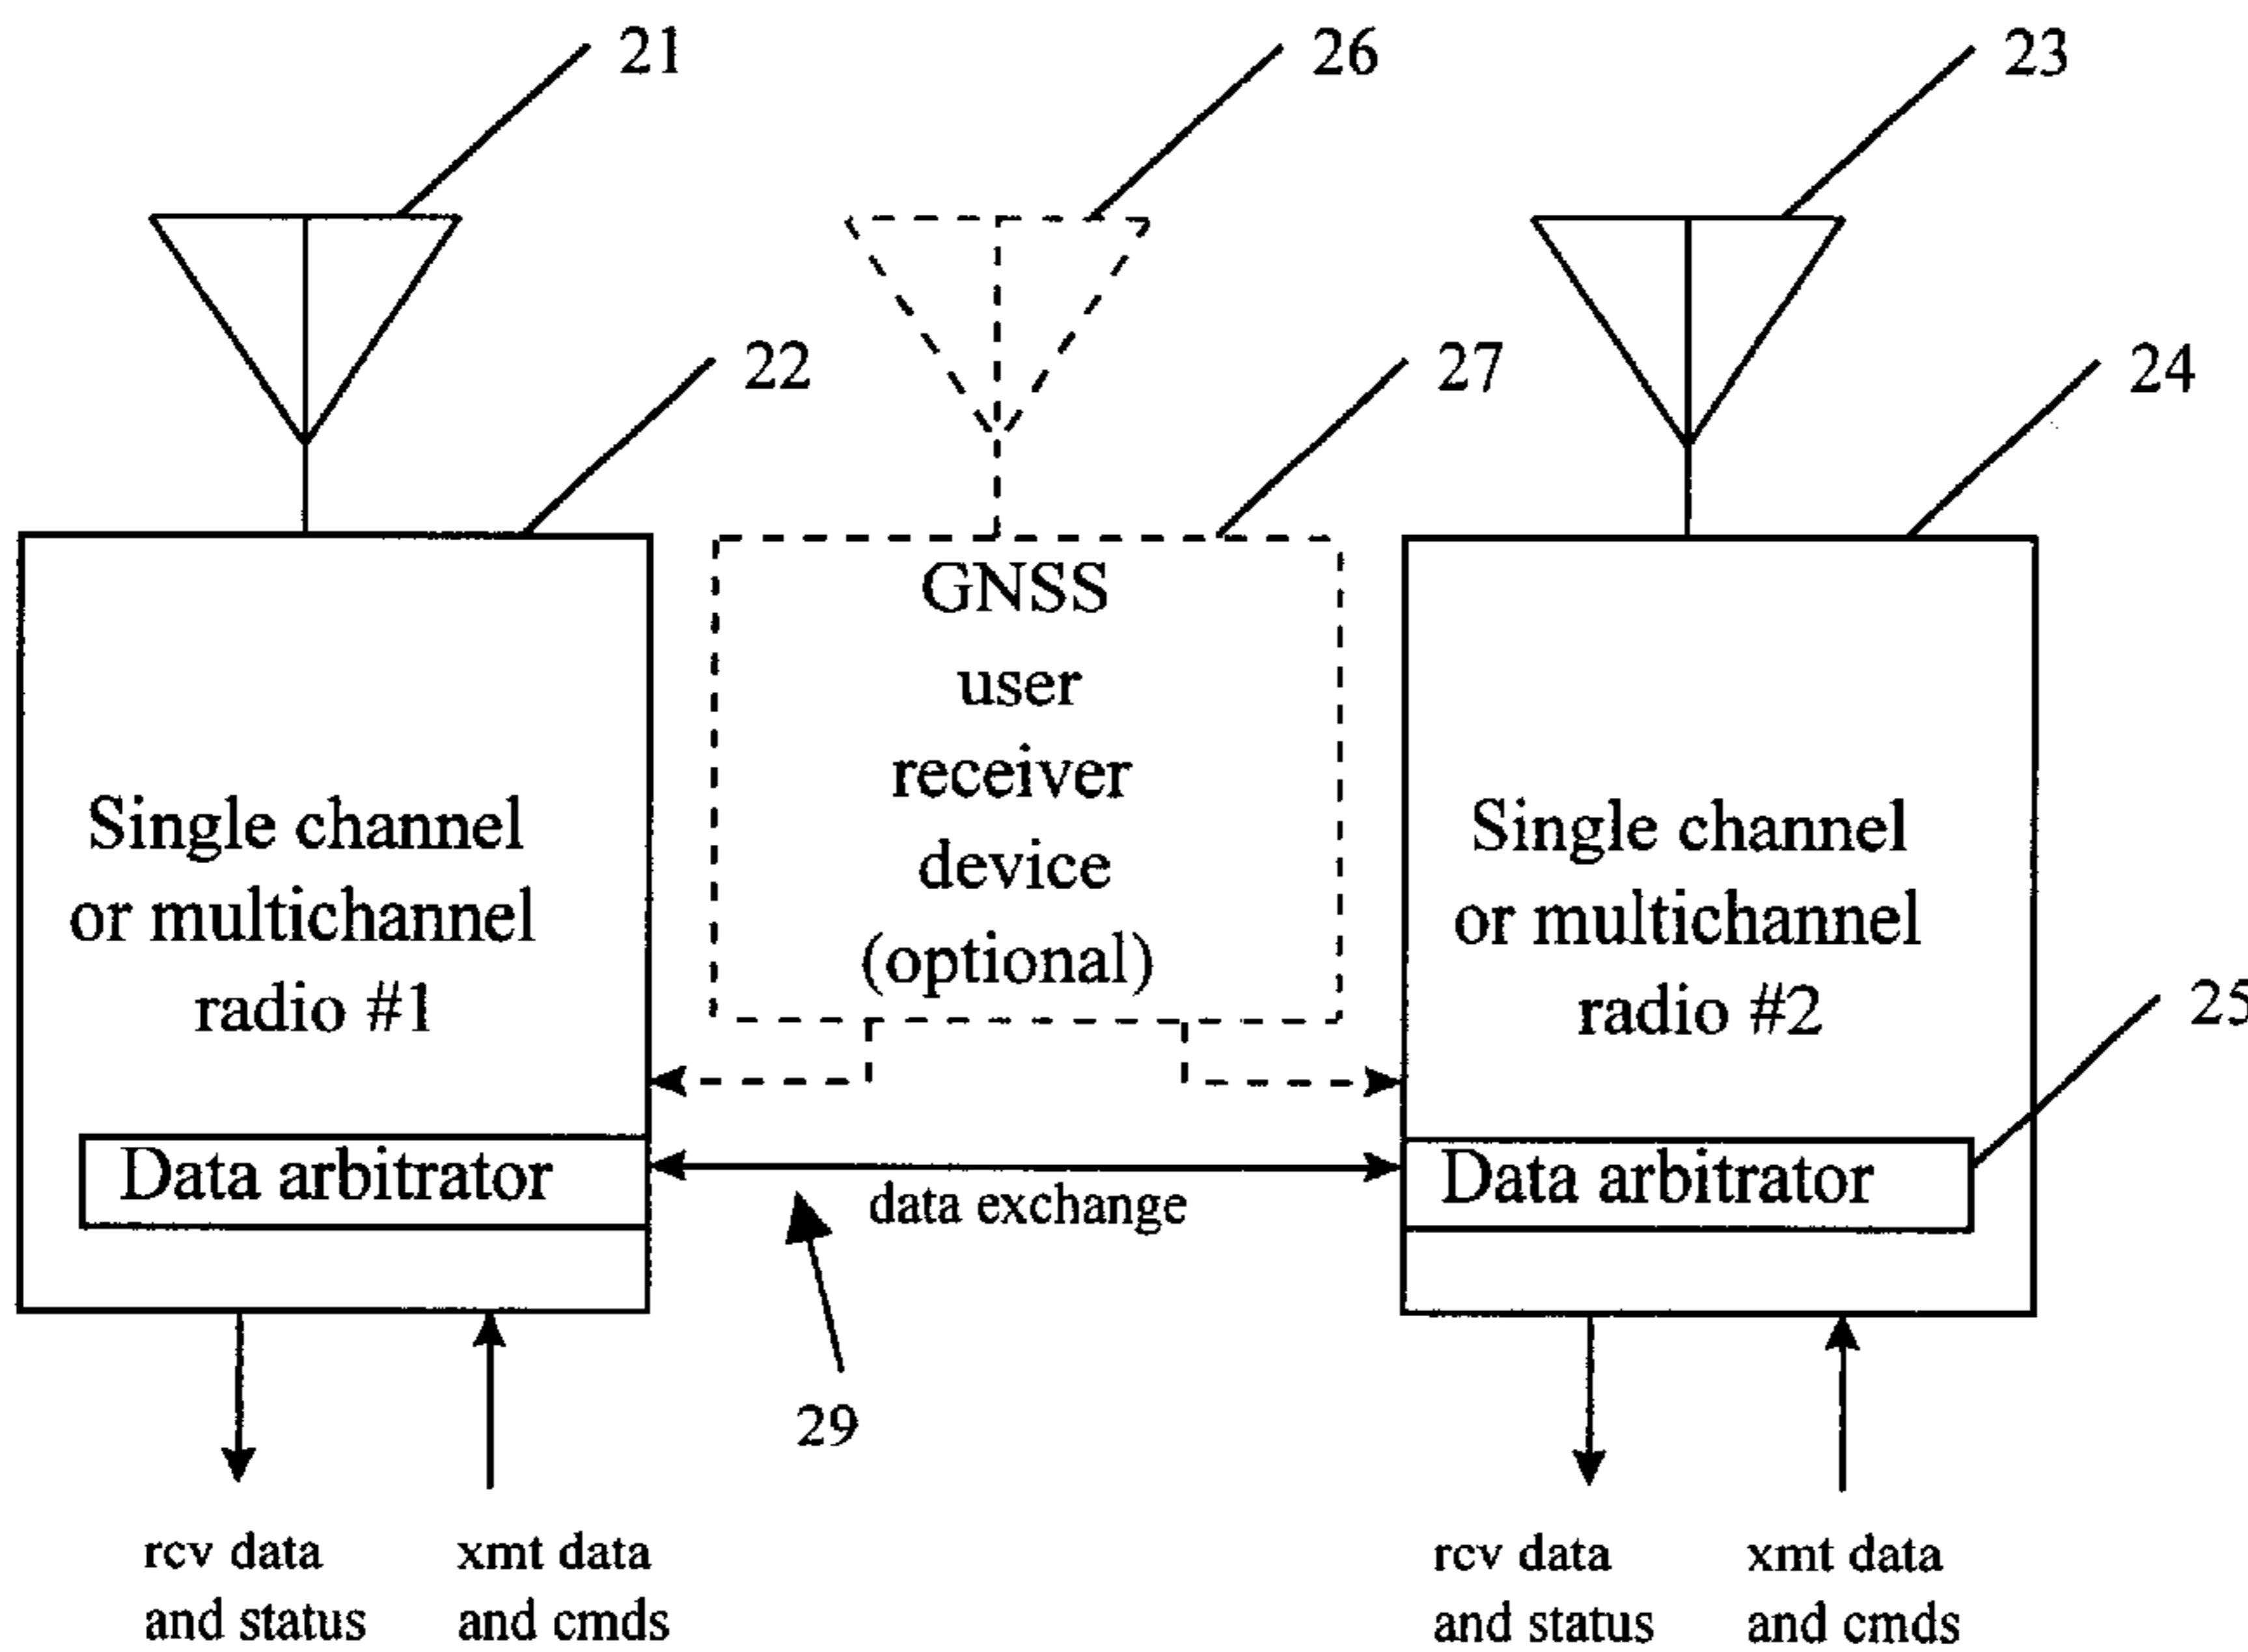 21
26
23
22
27
24
GNSS
user
receiver
device
(optional)
Single channel
or multichannel
radio #1
Single channel
or multichannel
radio #2
25
Data arbitrator
data exchange
Data arbitrator
29
rcv data
and status
xmt data
and cmds
rcv data
and status
xmt data
and cmds